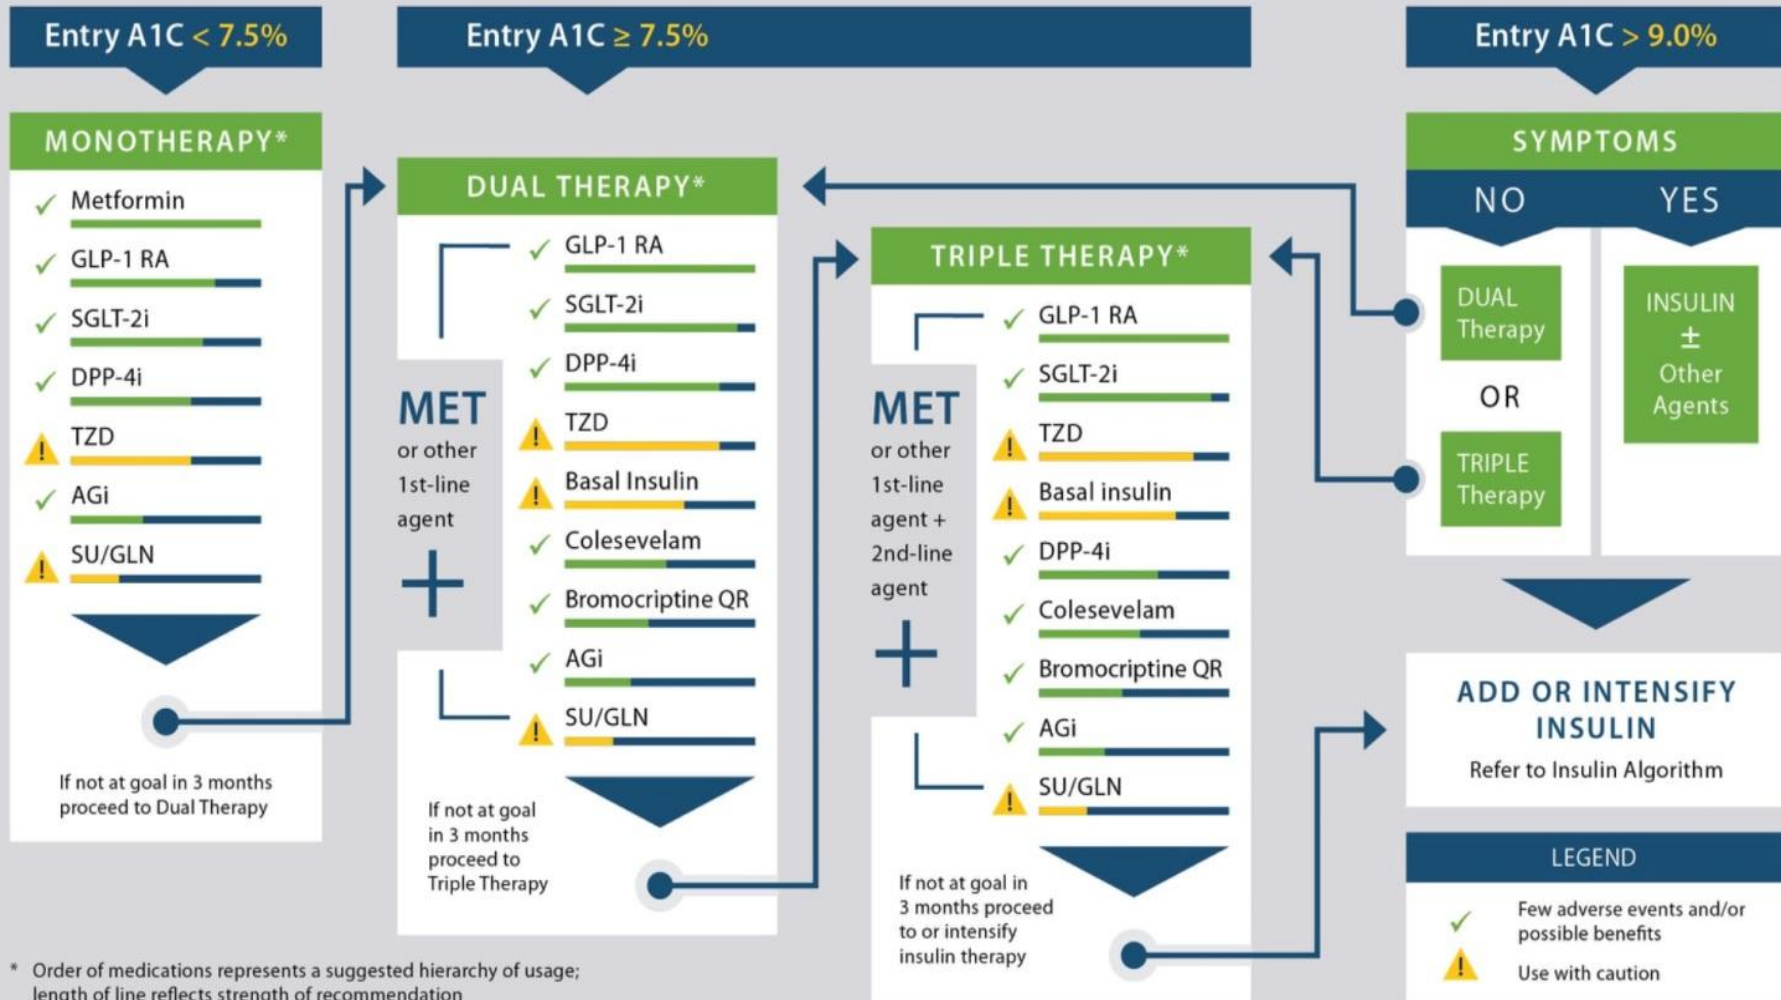 Entry A1C < 7.5%
MONOTHERAPY*
Metformin
GLP-1 RA
SGLT-2i
DPP-4i
TZD
AGi
SU/GLN
If not at goal in 3 months
proceed to Dual Therapy
Entry A1C ≥ 7.5%
DUAL THERAPY*
MET
or other
1st-line
agent
+
GLP-1 RA
SGLT-2i
DPP-4i
TZD
Basal Insulin
Colesevelam
Bromocriptine QR
AGi
SU/GLN
If not at goal
in 3 months
proceed to
Triple Therapy
TRIPLE THERAPY*
MET
or other
1st-line
agent +
2nd-line
agent
+
GLP-1 RA
SGLT-2i
TZD
Basal insulin
DPP-4i
Colesevelam
Bromocriptine QR
AGi
SU/GLN
If not at goal in
3 months proceed
to or intensify
insulin therapy
Entry A1C > 9.0%
SYMPTOMS
NO
YES
DUAL
Therapy
OR
TRIPLE
Therapy
INSULIN
±
Other
Agents
ADD OR INTENSIFY
INSULIN
Refer to Insulin Algorithm
LEGEND
Few adverse events and/or
possible benefits
Use with caution
* Order of medications represents a suggested hierarchy of usage;
length of line reflects strength of recommendation